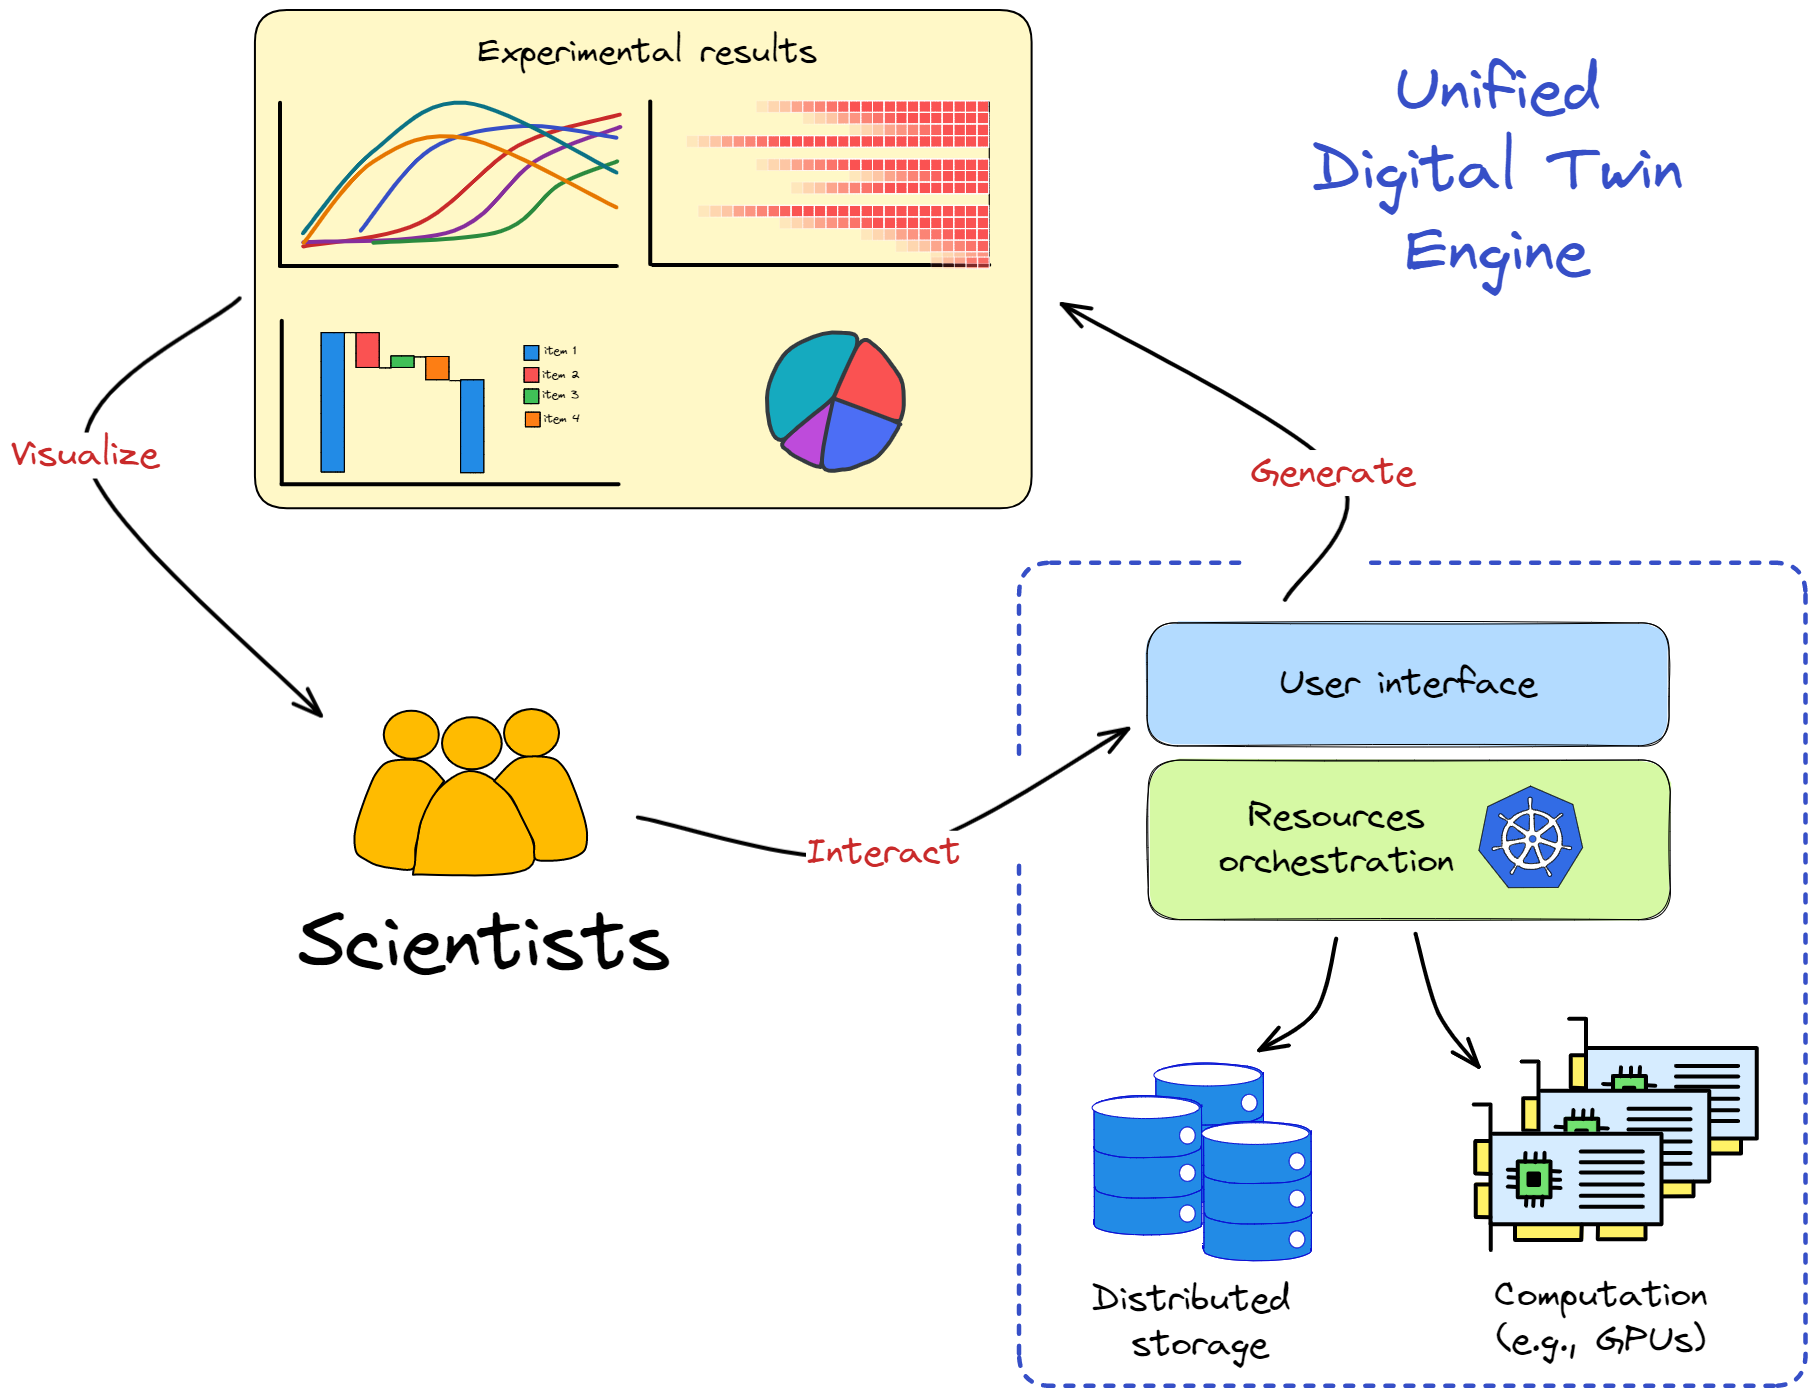 Experimental results
Unified
Digital Twin
Engine
item 1
item 2
item 3
item 4
Visualize
Generate
User interface
Resources
orchestration
Interact
Scientists
Distributed
storage
Computation
(e.g., GPUs)